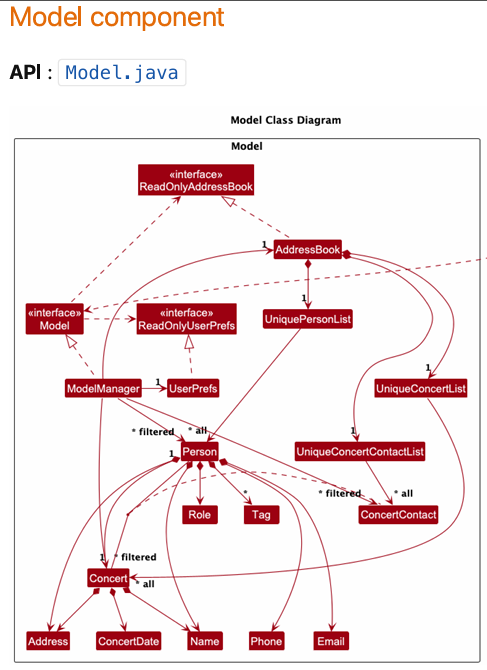 Model component
API : Model.java
Model Class Diagram
Model
«interface»
ReadOnlyAddressBook
1
AddressBook
1
«interface»
Model
«interface»
ReadOnlyUserPrefs
UniquePersonList
ModelManager
1
UserPrefs
1
UniqueConcertList
* filtered
* all
1
1
Person
UniqueConcertContactList
* filtered
* all
*
Role
Tag
ConcertContact
1
* filtered
Concert
* all
Address
ConcertDate
Name
Phone
Email